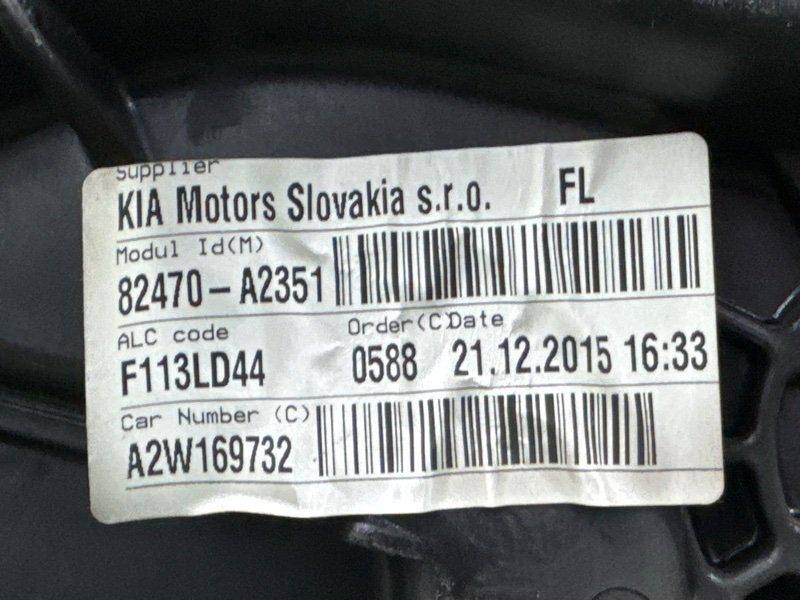 Supplier
KIA Motors Slovakia s.r.o. FL
Modul Id(M)
82470-A2351
ALC code Order(C)Date
F113LD44 0588 21.12.2015 16:33
Car Number (C)
A2W169732